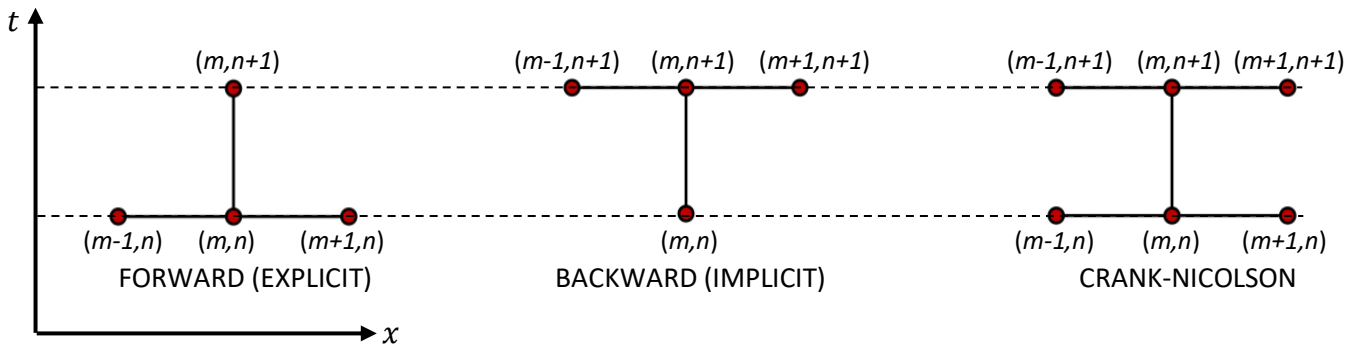 t
(m,n+1) (m-1,n+1) (m,n+1) (m+1,n+1) (m-1,n+1) (m,n+1) (m+1,n+1)
(m-1,n) (m,n) (m+1,n) (m,n) (m-1,n) (m,n) (m+1,n)
FORWARD (EXPLICIT) BACKWARD (IMPLICIT) CRANK-NICOLSON
x